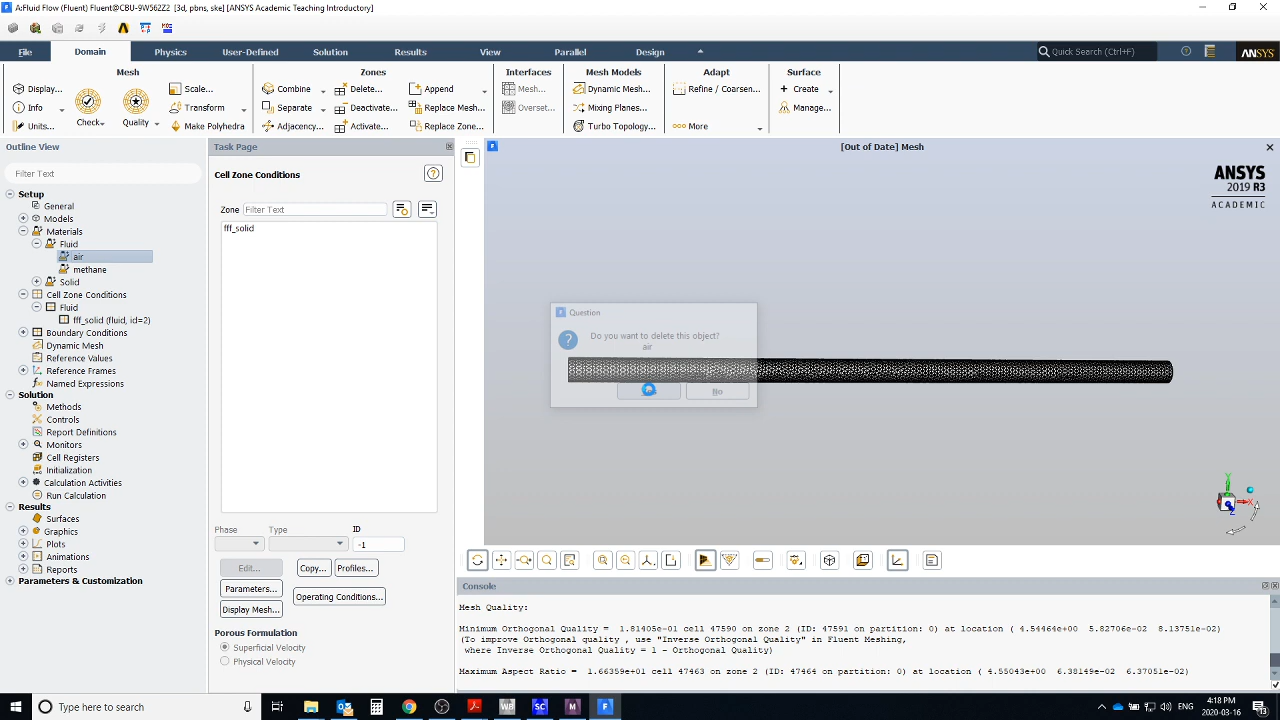 A:Fluid Flow (Fluent) Fluent@CBU-9W562Z2 [3d, pbns, ske] [ANSYS Academic Teaching Introductory]
File Domain Physics User-Defined Solution Results View Parallel Design Quick Search (Ctrl+F) ANSYS
Mesh Zones Interfaces Mesh Models Adapt Surface
Display... Scale... Combine Delete... Append Mesh... Dynamic Mesh... Refine / Coarsen... Create
Info Transform Separate Deactivate... Replace Mesh... Overset... Mixing Planes... Manage...
Units... Check Quality Make Polyhedra Adjacency... Activate... Replace Zone... Turbo Topology... More
Outline View
Filter Text
Setup
General
Models
Materials
Fluid
air
methane
Solid
Cell Zone Conditions
Fluid
fff_solid (fluid, id=2)
Boundary Conditions
Dynamic Mesh
Reference Values
Reference Frames
Named Expressions
Solution
Methods
Controls
Report Definitions
Monitors
Cell Registers
Initialization
Calculation Activities
Run Calculation
Results
Surfaces
Graphics
Plots
Animations
Reports
Parameters & Customization
Task Page
Cell Zone Conditions
Zone Filter Text
fff_solid
Phase Type ID
-1
Edit... Copy... Profiles...
Parameters... Operating Conditions...
Display Mesh...
Porous Formulation
Superficial Velocity
Physical Velocity
[Out of Date] Mesh
ANSYS
2019 R3
ACADEMIC
Question
Do you want to delete this object?
air
No
Y
X
Z
Console
Mesh Quality:
Minimum Orthogonal Quality = 1.81405e-01 cell 47590 on zone 2 (ID: 47591 on partition: 0) at location ( 4.54464e+00 5.82706e-02 8.13751e-02)
(To improve Orthogonal quality , use "Inverse Orthogonal Quality" in Fluent Meshing,
where Inverse Orthogonal Quality = 1 - Orthogonal Quality)
Maximum Aspect Ratio = 1.66359e+01 cell 47463 on zone 2 (ID: 47464 on partition: 0) at location ( 4.55043e+00 6.38149e-02 6.37051e-02)
Type here to search
ENG
4:18 PM
2020-03-16